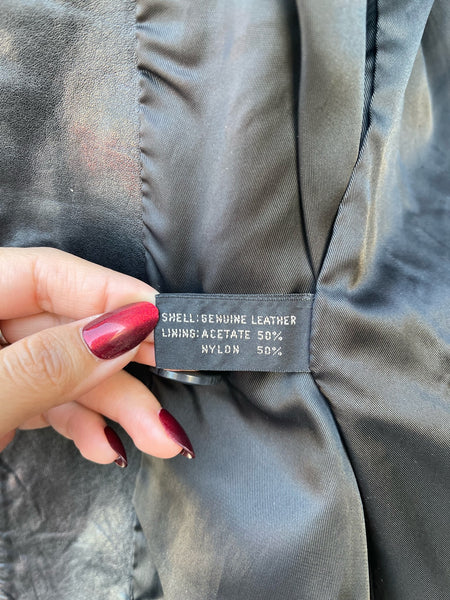 SHELL:GENUINE LEATHER
LINING:ACETATE 50%
NYLON 50%